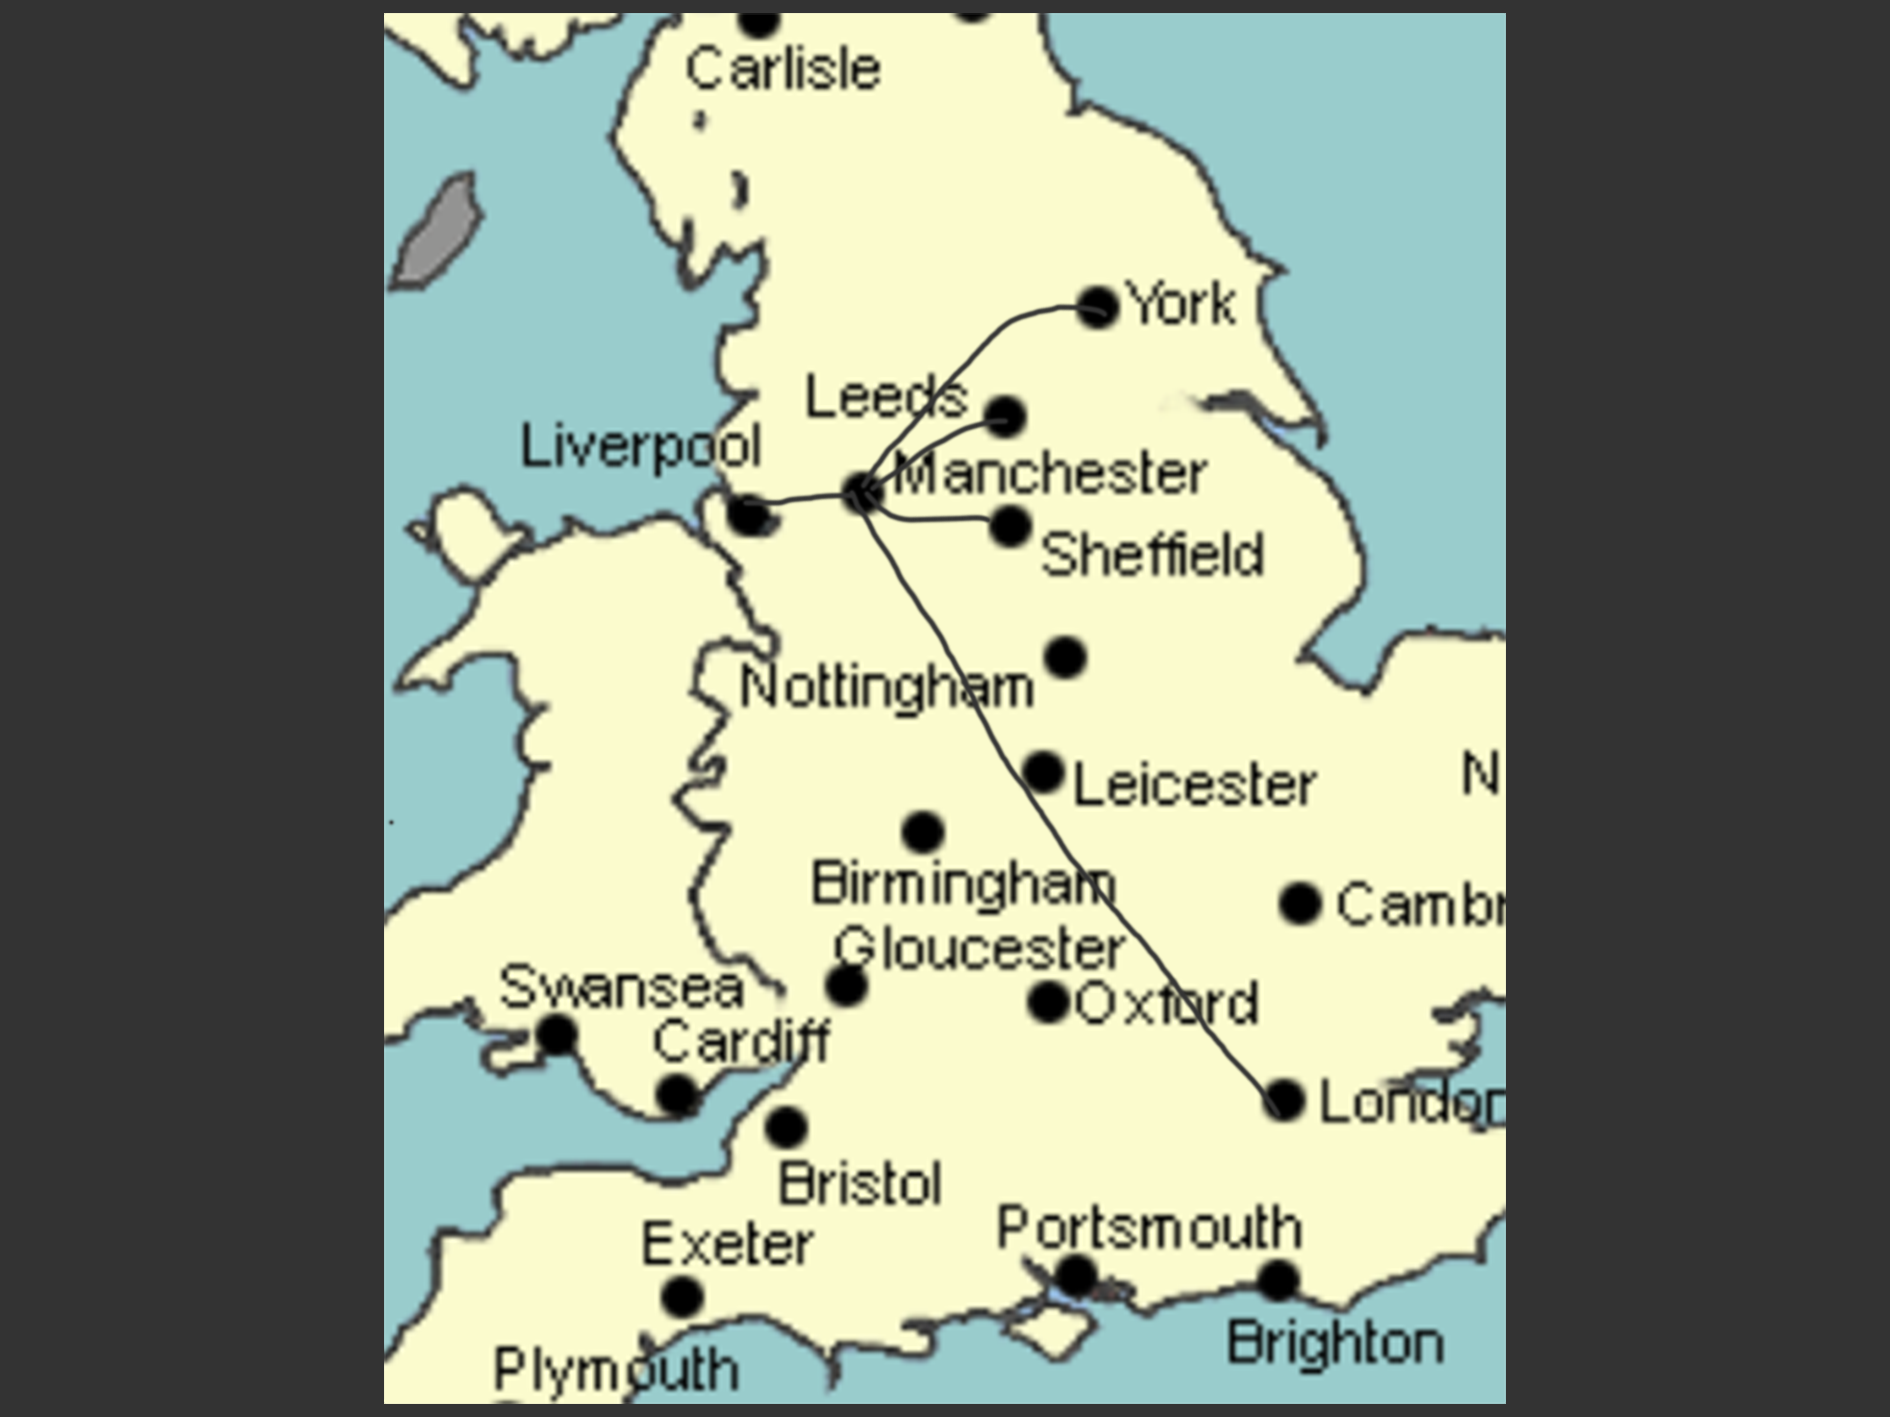 Carlisle
York
Leeds
Liverpool
Manchester
Sheffield
Nottingham
Leicester
N
Birmingham
Cambr
Gloucester
Swansea
Oxford
Cardiff
London
Bristol
Portsmouth
Exeter
Brighton
Plymouth